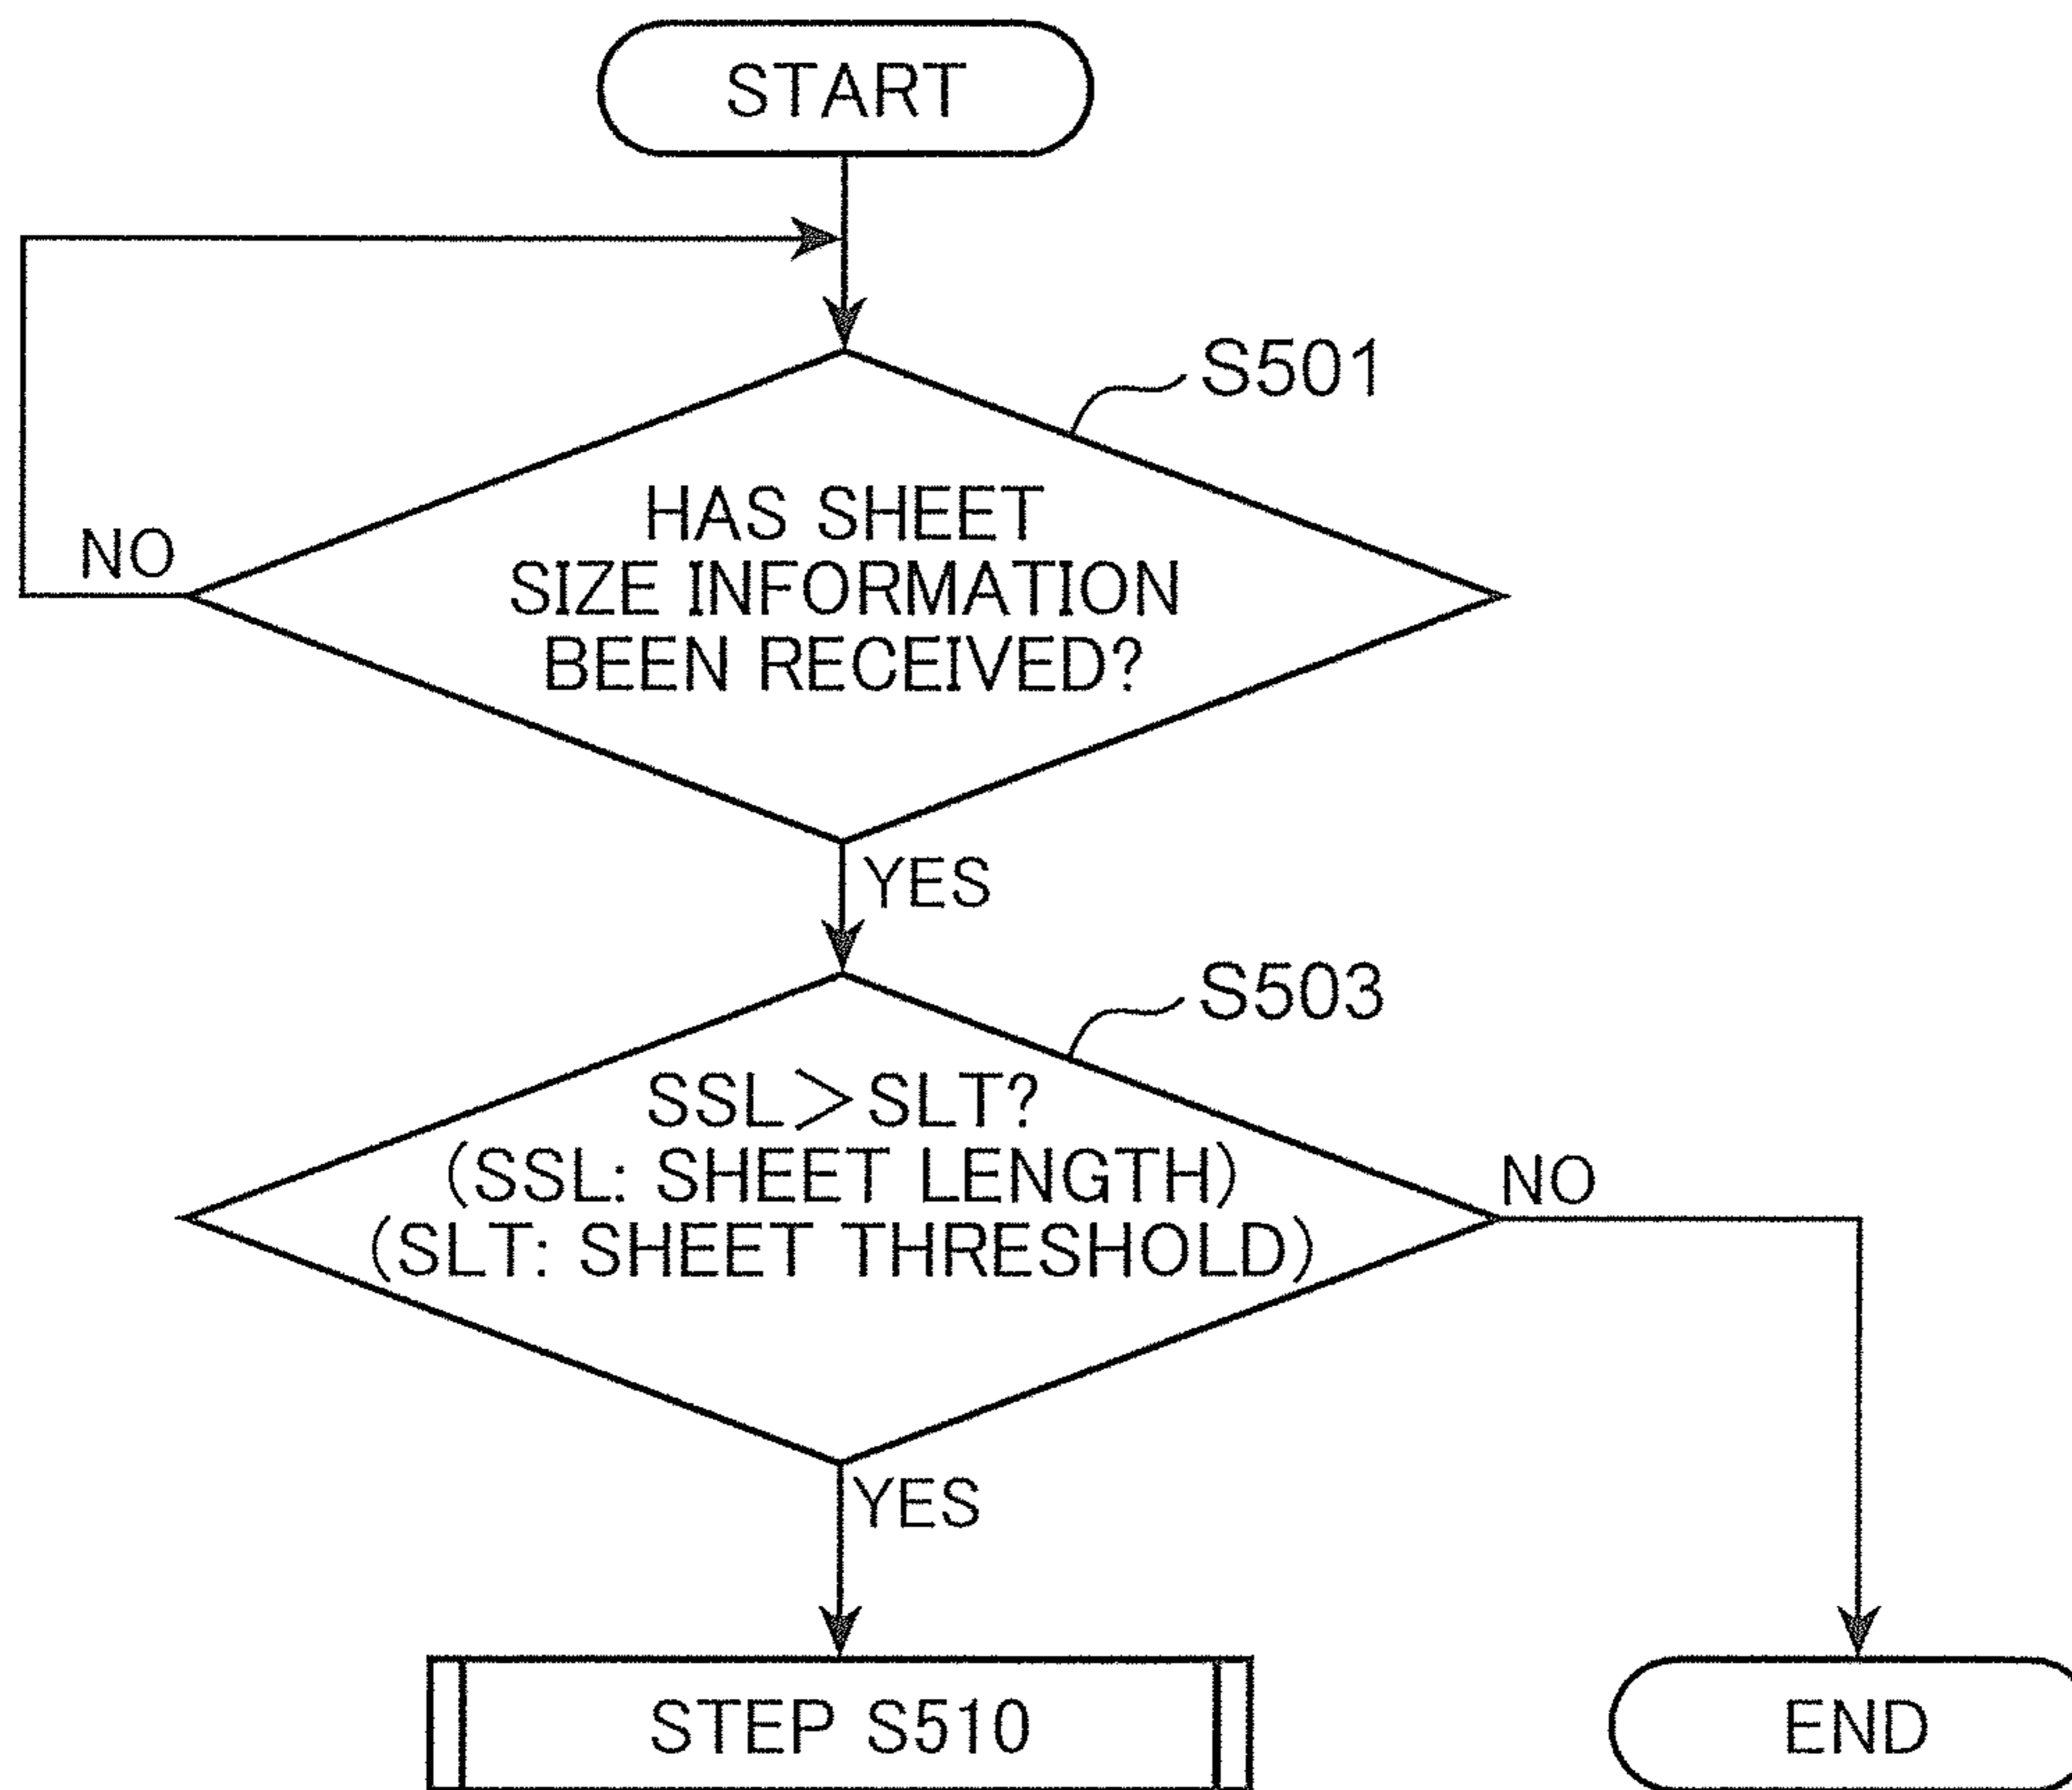 START
S501
HAS SHEET
SIZE INFORMATION
BEEN RECEIVED?
NO
YES
S503
SSL>SLT?
(SSL: SHEET LENGTH)
(SLT: SHEET THRESHOLD)
NO
YES
STEP S510
END